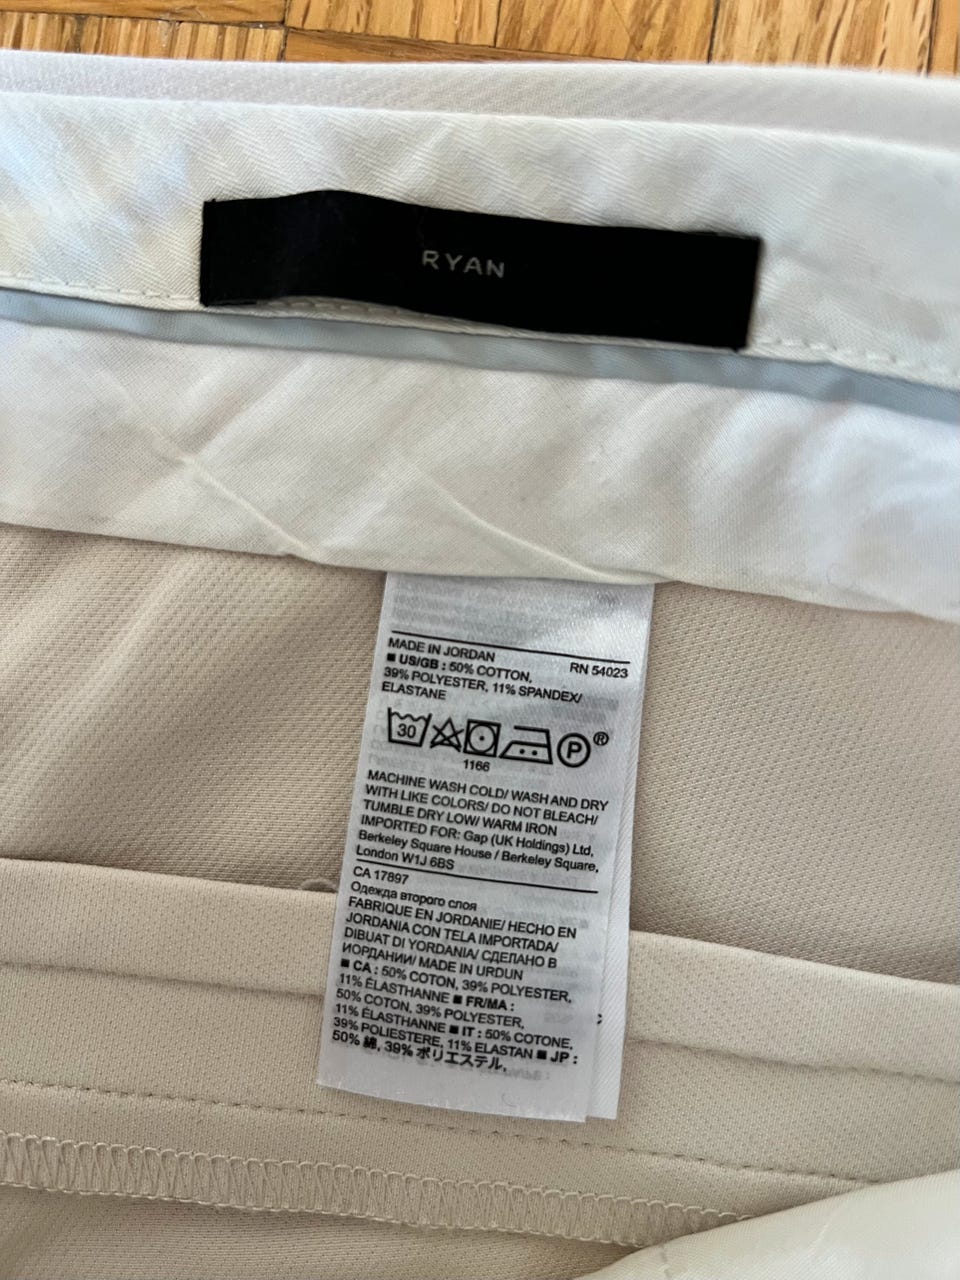 RYAN
MADE IN JORDAN
RN 54023
■ US/GB : 50% COTTON,
39% POLYESTER, 11% SPANDEX/
ELASTANE
30 P ®
1166
MACHINE WASH COLD/ WASH AND DRY
WITH LIKE COLORS/ DO NOT BLEACH/
TUMBLE DRY LOW/ WARM IRON
IMPORTED FOR: Gap (UK Holdings) Ltd,
Berkeley Square House / Berkeley Square,
London W1J 6BS
CA 17897
Одежда второго слоя
FABRIQUE EN JORDANIE/ HECHO EN
JORDANIA CON TELA IMPORTADA/
DIBUAT DI YORDANIA/ СДЕЛАНО В
ИОРДАНИИ/ MADE IN URDUN
■ CA : 50% COTON, 39% POLYESTER,
11% ÉLASTHANNE ■ FR/MA :
50% COTON, 39% POLYESTER,
11% ÉLASTHANNE ■ IT : 50% COTONE,
39% POLIESTERE, 11% ELASTAN ■ JP :
50% 綿, 39% ポリエステル,